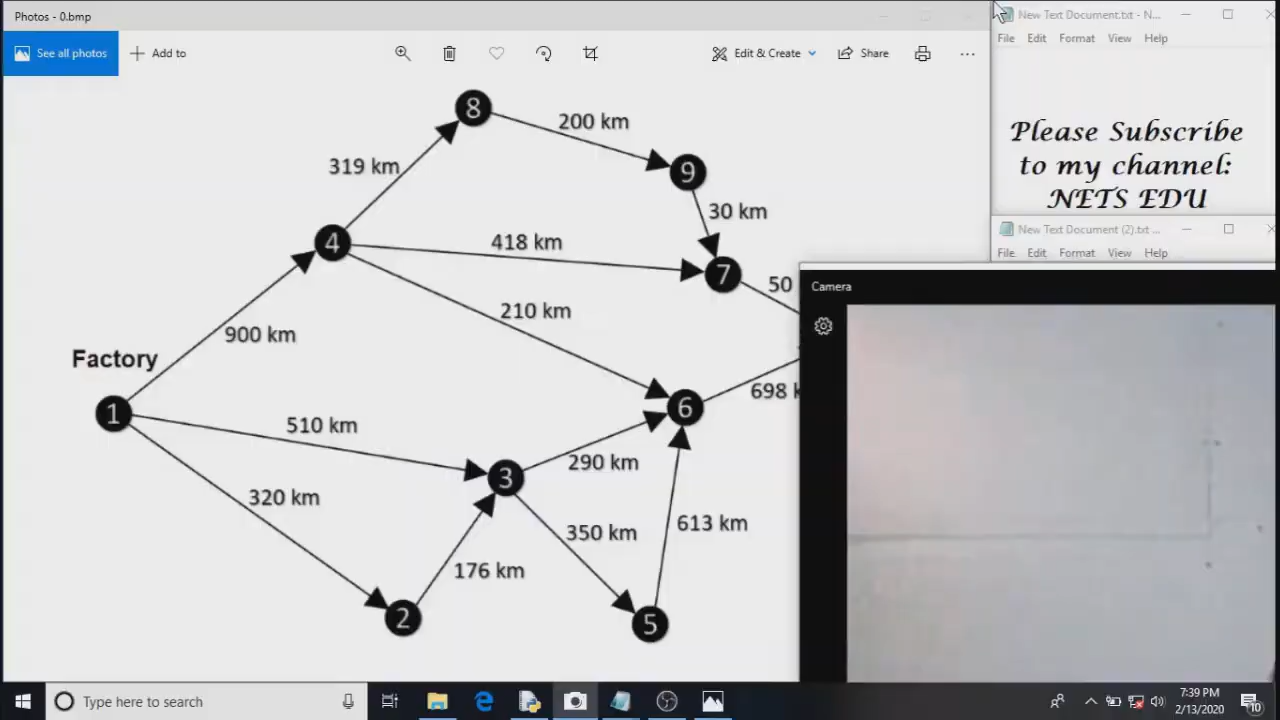 Photos - 0.bmp
See all photos
Add to
Edit & Create
Share
8
200 km
319 km
9
30 km
4
418 km
7
50
210 km
900 km
Factory
698
6
1
510 km
290 km
3
320 km
350 km
613 km
176 km
2
5
New Text Document.txt - N...
File Edit Format View Help
Please Subscribe
to my channel:
NETS EDU
New Text Document (2).txt ...
File Edit Format View Help
Camera
Type here to search
7:39 PM
2/13/2020
10